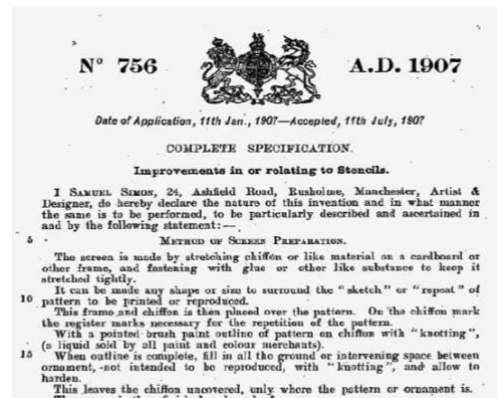 Nº 756
A.D. 1907
Date of Application, 11th Jan., 1907—Accepted, 11th July, 1907
COMPLETE SPECIFICATION.
Improvements in or relating to Stencils.
I SAMUEL SIMON, 24, Ashfield Road, Rusholme, Manchester, Artist &
Designer, do hereby declare the nature of this invention and in what manner
the same is to be performed, to be particularly described and ascertained in
and by the following statement:—
5 METHOD OF SCREEN PREPARATION.
The screen is made by stretching chiffon or like material on a cardboard or
other frame, and fastening with glue or other like substance to keep it
stretched tightly.
It can be made any shape or size to surround the "sketch" or "repeat" of
10 pattern to be printed or reproduced.
This frame and chiffon is then placed over the pattern. On the chiffon mark
the register marks necessary for the repetition of the pattern.
With a pointed brush paint outline of pattern on chiffon with "knotting",
(a liquid sold by all paint and colour merchants).
15 When outline is complete, fill in all the ground or intervening space between
ornament, not intended to be reproduced, with "knotting", and allow to
harden.
This leaves the chiffon uncovered, only where the pattern or ornament is.